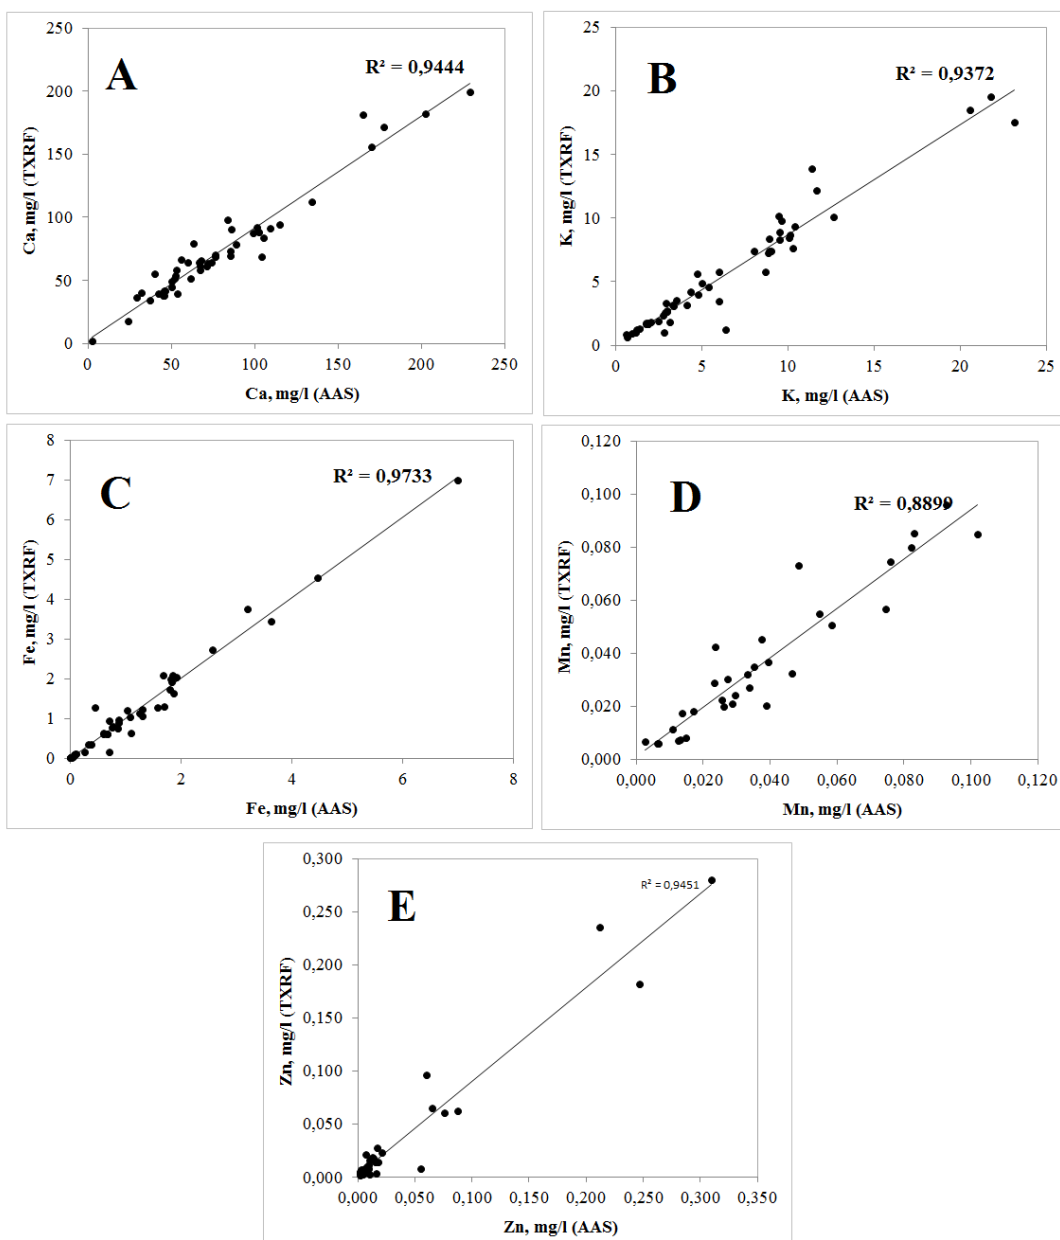 A
R² = 0,9444
Ca, mg/l (TXRF)
250
200
150
100
50
0
0 50 100 150 200 250
Ca, mg/l (AAS)
B
R² = 0,9372
K, mg/l (TXRF)
25
20
15
10
5
0
0 5 10 15 20 25
K, mg/l (AAS)
C
R² = 0,9733
Fe, mg/l (TXRF)
8
7
6
5
4
3
2
1
0
0 2 4 6 8
Fe, mg/l (AAS)
D
R² = 0,8899
Mn, mg/l (TXRF)
0,120
0,100
0,080
0,060
0,040
0,020
0,000
0,000 0,020 0,040 0,060 0,080 0,100 0,120
Mn, mg/l (AAS)
E
R² = 0,9451
Zn, mg/l (TXRF)
0,300
0,250
0,200
0,150
0,100
0,050
0,000
0,000 0,050 0,100 0,150 0,200 0,250 0,300 0,350
Zn, mg/l (AAS)